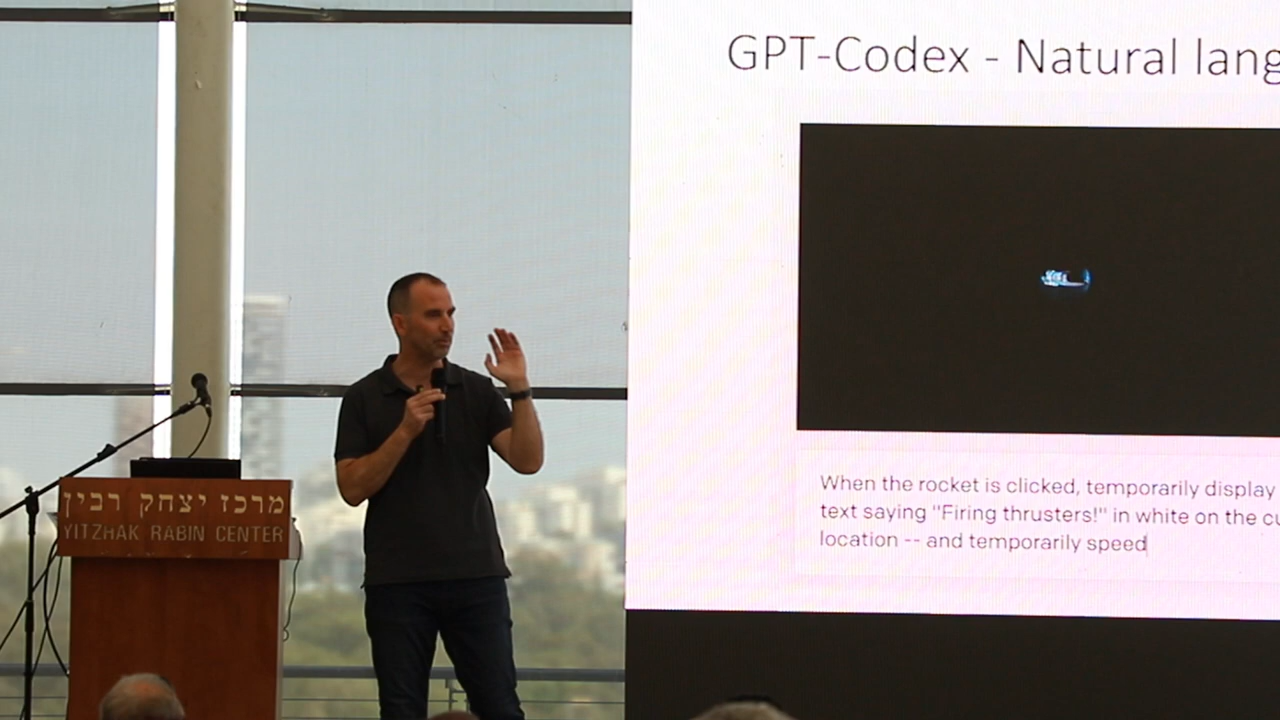 GPT-Codex - Natural lang
When the rocket is clicked, temporarily display
text saying "Firing thrusters!" in white on the cu
location -- and temporarily speed
מרכז יצחק רבין
YITZHAK RABIN CENTER